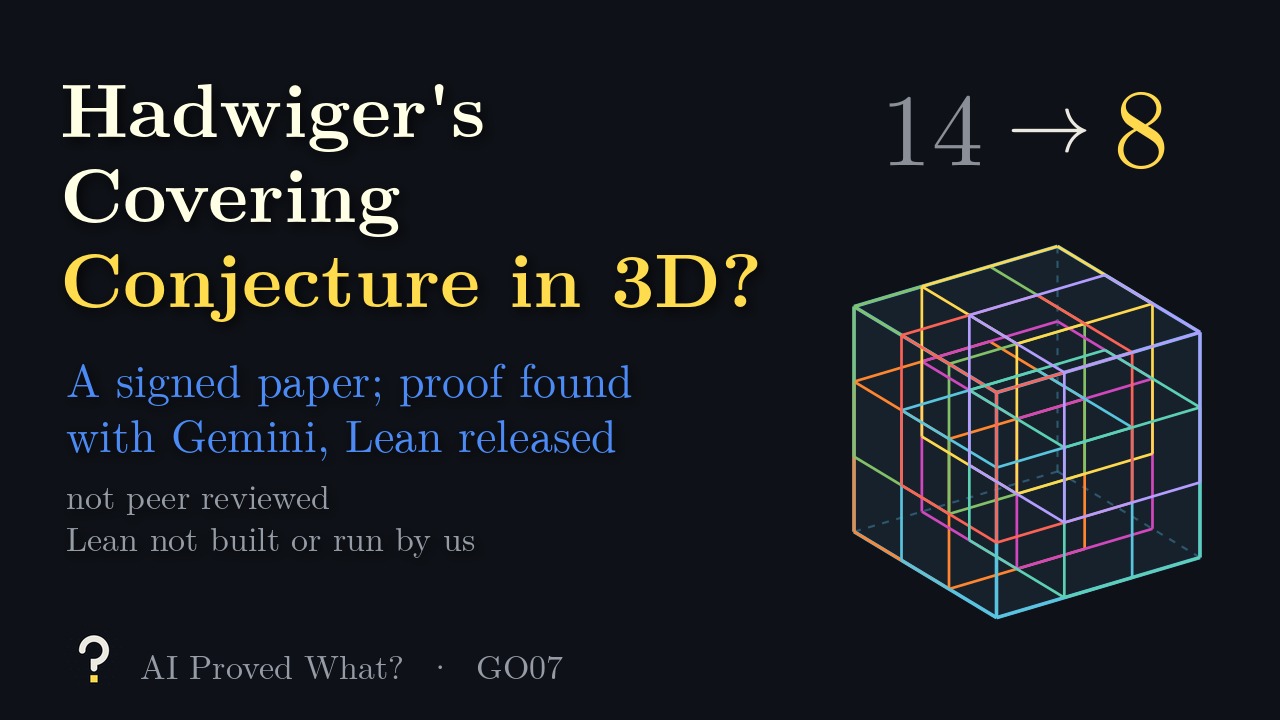 Hadwiger's
Covering
Conjecture in 3D?
14 → 8
A signed paper; proof found
with Gemini, Lean released
not peer reviewed
Lean not built or run by us
? AI Proved What? · GO07